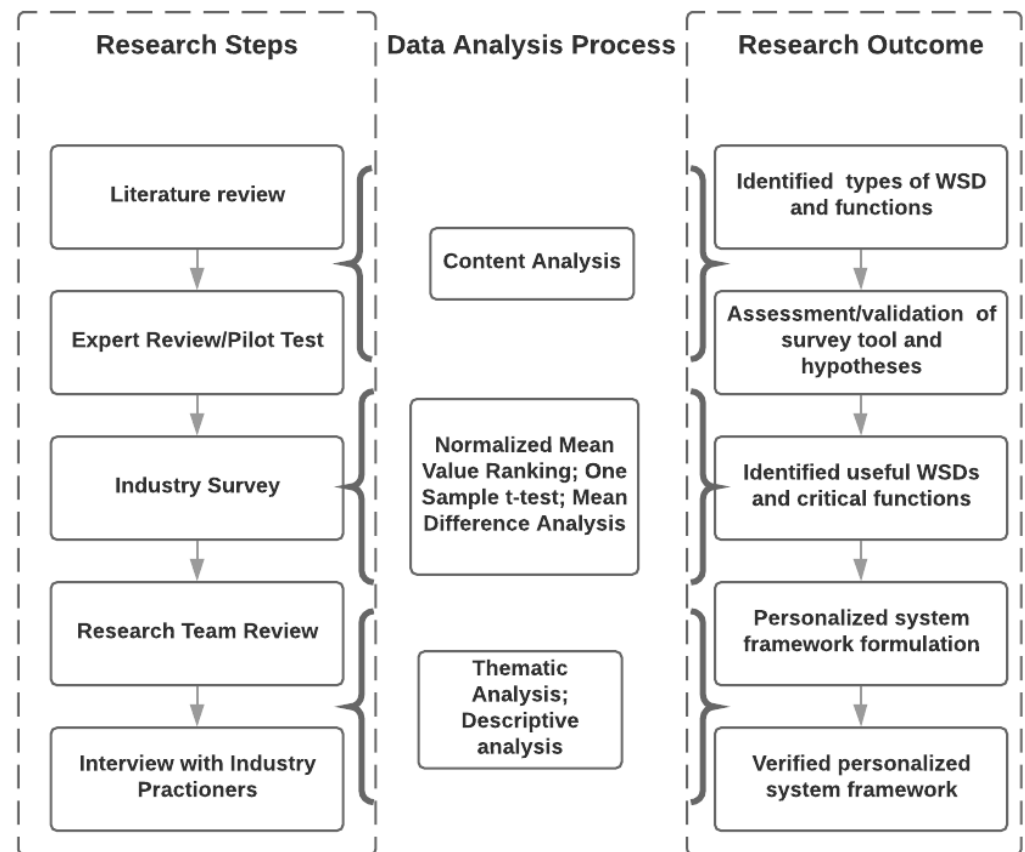 Research Steps
Data Analysis Process
Research Outcome
Literature review
Expert Review/Pilot Test
Industry Survey
Research Team Review
Interview with Industry
Practioners
Content Analysis
Normalized Mean
Value Ranking; One
Sample t-test; Mean
Difference Analysis
Thematic
Analysis;
Descriptive
analysis
Identified types of WSD
and functions
Assessment/validation of
survey tool and
hypotheses
Identified useful WSDs
and critical functions
Personalized system
framework formulation
Verified personalized
system framework